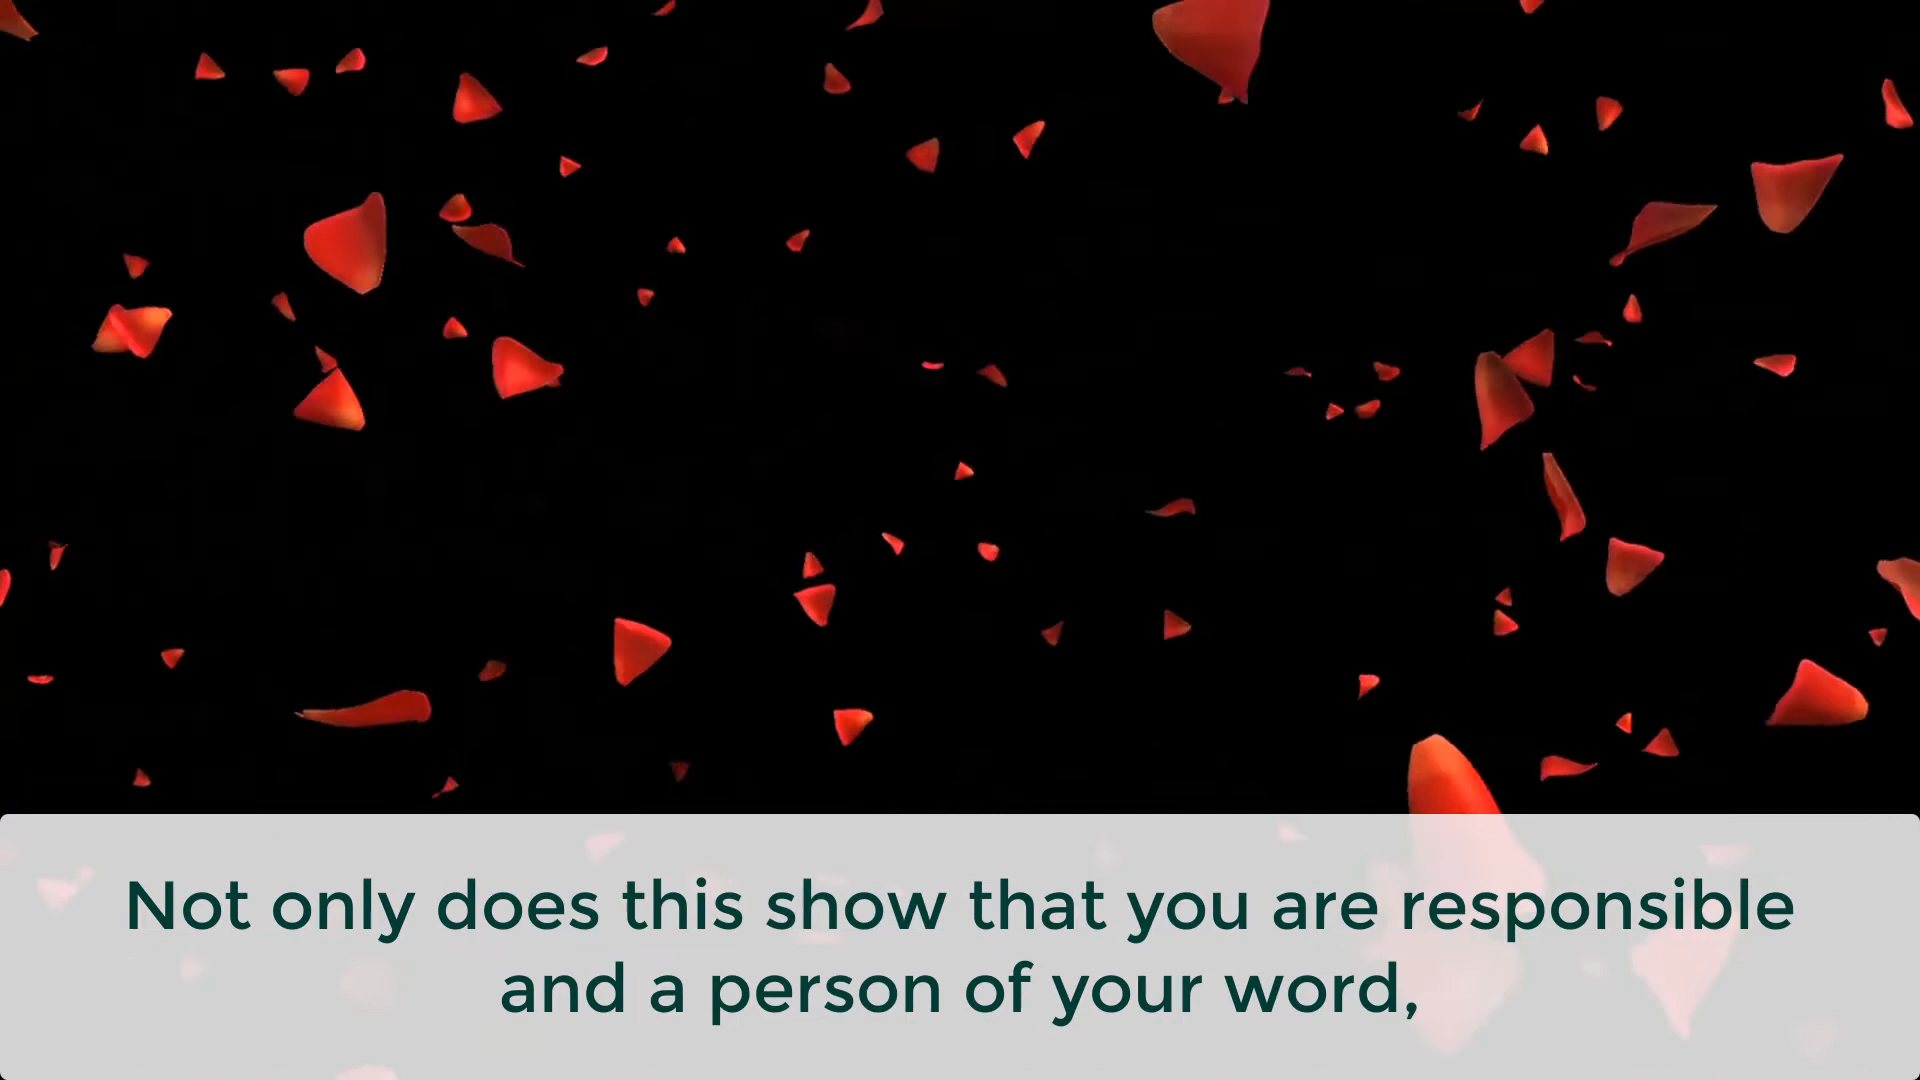 Not only does this show that you are responsible
and a person of your word,